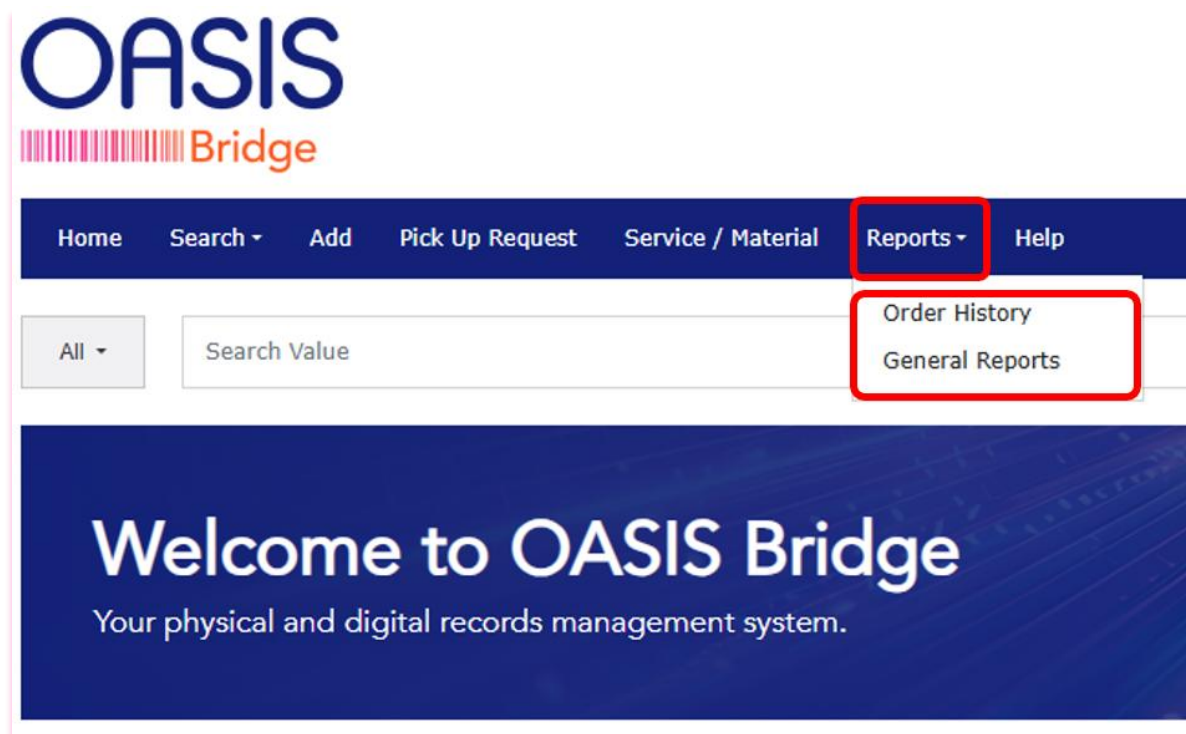 OASIS
Bridge
Home Search Add Pick Up Request Service / Material Reports Help
Order History
All Search Value
General Reports
Welcome to OASIS Bridge
Your physical and digital records management system.